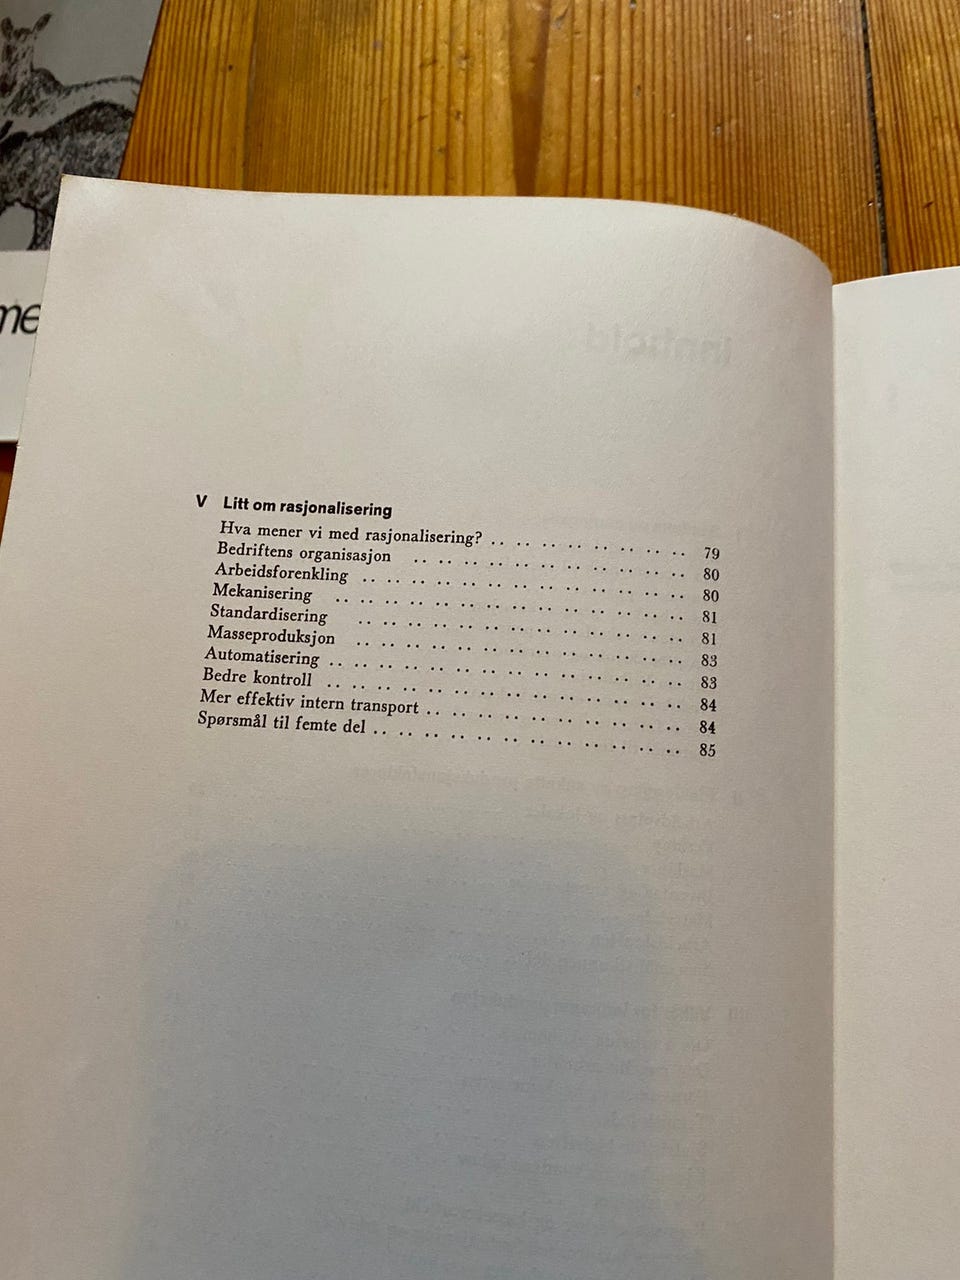 me
V Litt om rasjonalisering
Hva mener vi med rasjonalisering? .. .. .. .. .. .. .. .. 79
Bedriftens organisasjon .. .. .. .. .. .. .. .. .. .. .. 80
Arbeidsforenkling .. .. .. .. .. .. .. .. .. .. .. .. .. 80
Mekanisering .. .. .. .. .. .. .. .. .. .. .. .. .. .. 81
Standardisering .. .. .. .. .. .. .. .. .. .. .. .. .. 81
Masseproduksjon .. .. .. .. .. .. .. .. .. .. .. .. .. 83
Automatisering .. .. .. .. .. .. .. .. .. .. .. .. .. .. 83
Bedre kontroll .. .. .. .. .. .. .. .. .. .. .. .. .. .. 84
Mer effektiv intern transport .. .. .. .. .. .. .. .. .. .. 84
Spørsmål til femte del .. .. .. .. .. .. .. .. .. .. .. .. 85